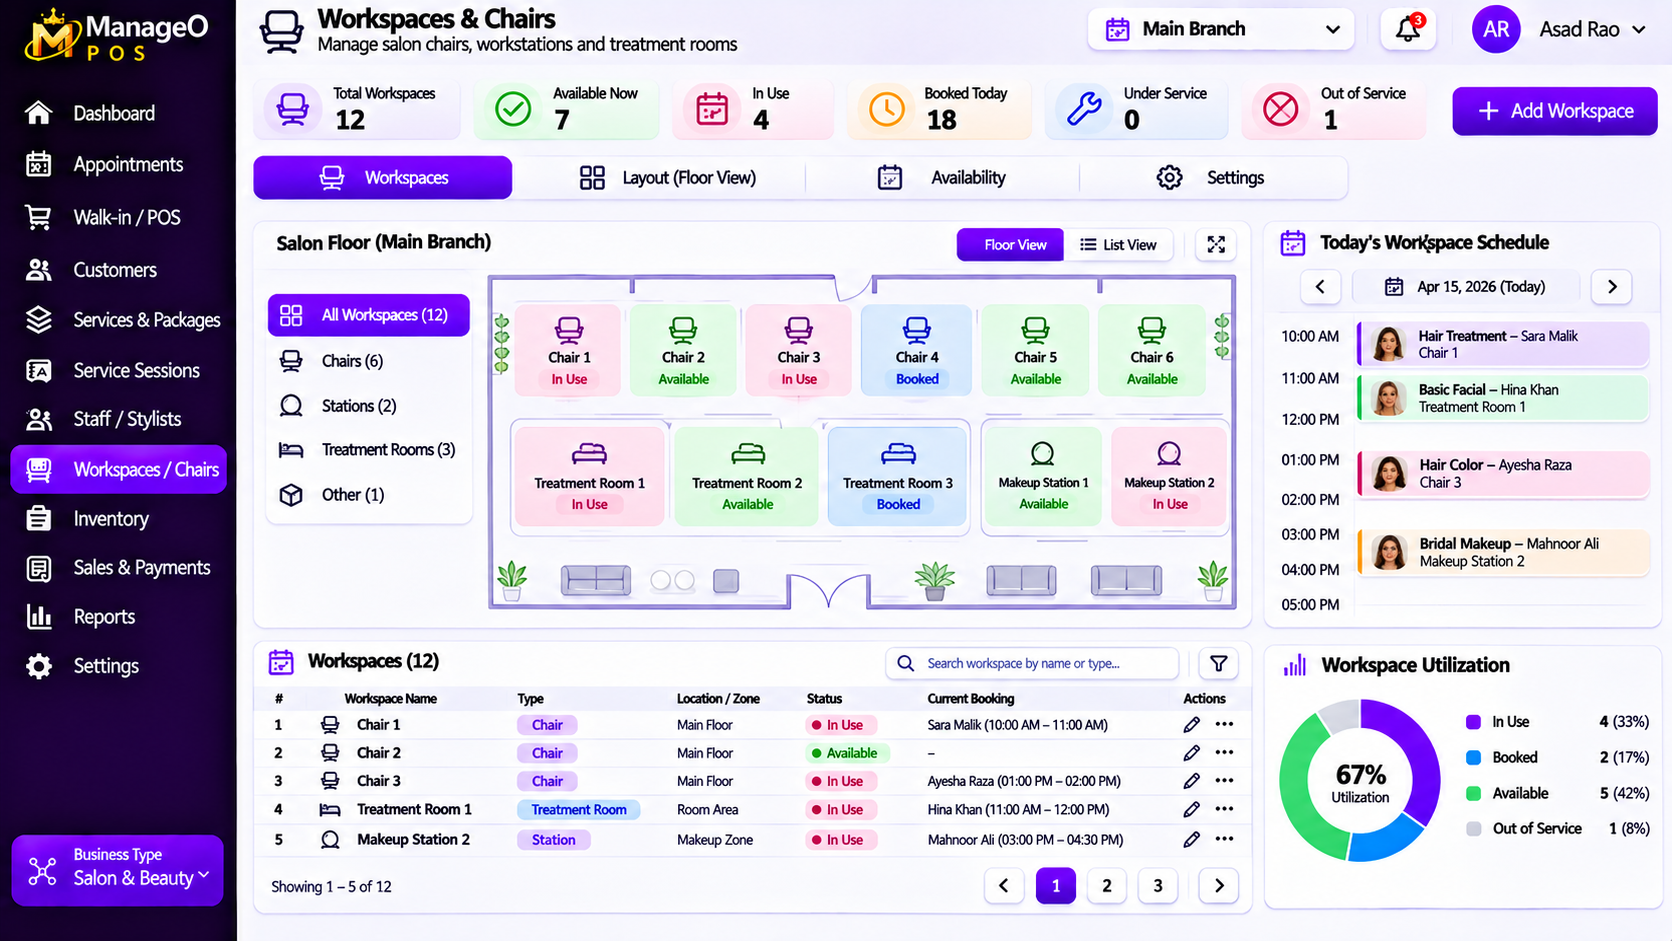 ManageO
POS
Dashboard
Appointments
Walk-in / POS
Customers
Services & Packages
Service Sessions
Staff / Stylists
Workspaces / Chairs
Inventory
Sales & Payments
Reports
Settings
Business Type
Salon & Beauty
Workspaces & Chairs
Manage salon chairs, workstations and treatment rooms
Main Branch
3
AR
Asad Rao
Total Workspaces
12
Available Now
7
In Use
4
Booked Today
18
Under Service
0
Out of Service
1
+ Add Workspace
Workspaces
Layout (Floor View)
Availability
Settings
Salon Floor (Main Branch)
Floor View
List View
All Workspaces (12)
Chairs (6)
Stations (2)
Treatment Rooms (3)
Other (1)
Chair 1
In Use
Chair 2
Available
Chair 3
In Use
Chair 4
Booked
Chair 5
Available
Chair 6
Available
Treatment Room 1
In Use
Treatment Room 2
Available
Treatment Room 3
Booked
Makeup Station 1
Available
Makeup Station 2
In Use
Today's Workspace Schedule
Apr 15, 2026 (Today)
10:00 AM
Hair Treatment – Sara Malik
Chair 1
11:00 AM
Basic Facial – Hina Khan
Treatment Room 1
12:00 PM
01:00 PM
Hair Color – Ayesha Raza
Chair 3
02:00 PM
03:00 PM
Bridal Makeup – Mahnoor Ali
Makeup Station 2
04:00 PM
05:00 PM
Workspaces (12)
Search workspace by name or type...
# Workspace Name Type Location / Zone Status Current Booking Actions
1 Chair 1 Chair Main Floor In Use Sara Malik (10:00 AM – 11:00 AM)
2 Chair 2 Chair Main Floor Available –
3 Chair 3 Chair Main Floor In Use Ayesha Raza (01:00 PM – 02:00 PM)
4 Treatment Room 1 Treatment Room Room Area In Use Hina Khan (11:00 AM – 12:00 PM)
5 Makeup Station 2 Station Makeup Zone In Use Mahnoor Ali (03:00 PM – 04:30 PM)
Showing 1 – 5 of 12
1 2 3
Workspace Utilization
67%
Utilization
In Use 4 (33%)
Booked 2 (17%)
Available 5 (42%)
Out of Service 1 (8%)